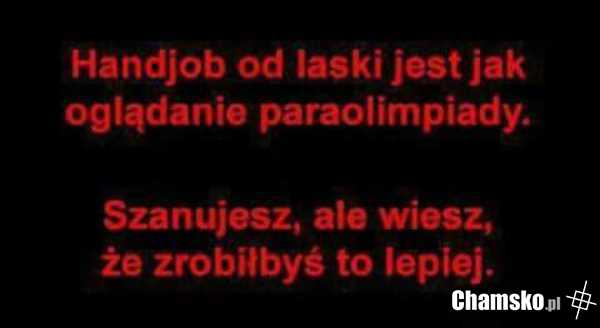 Handjob od laski jest jak
oglądanie paraolimpiady.
Szanujesz, ale wiesz,
że zrobiłbyś to lepiej.
Chamsko.pl